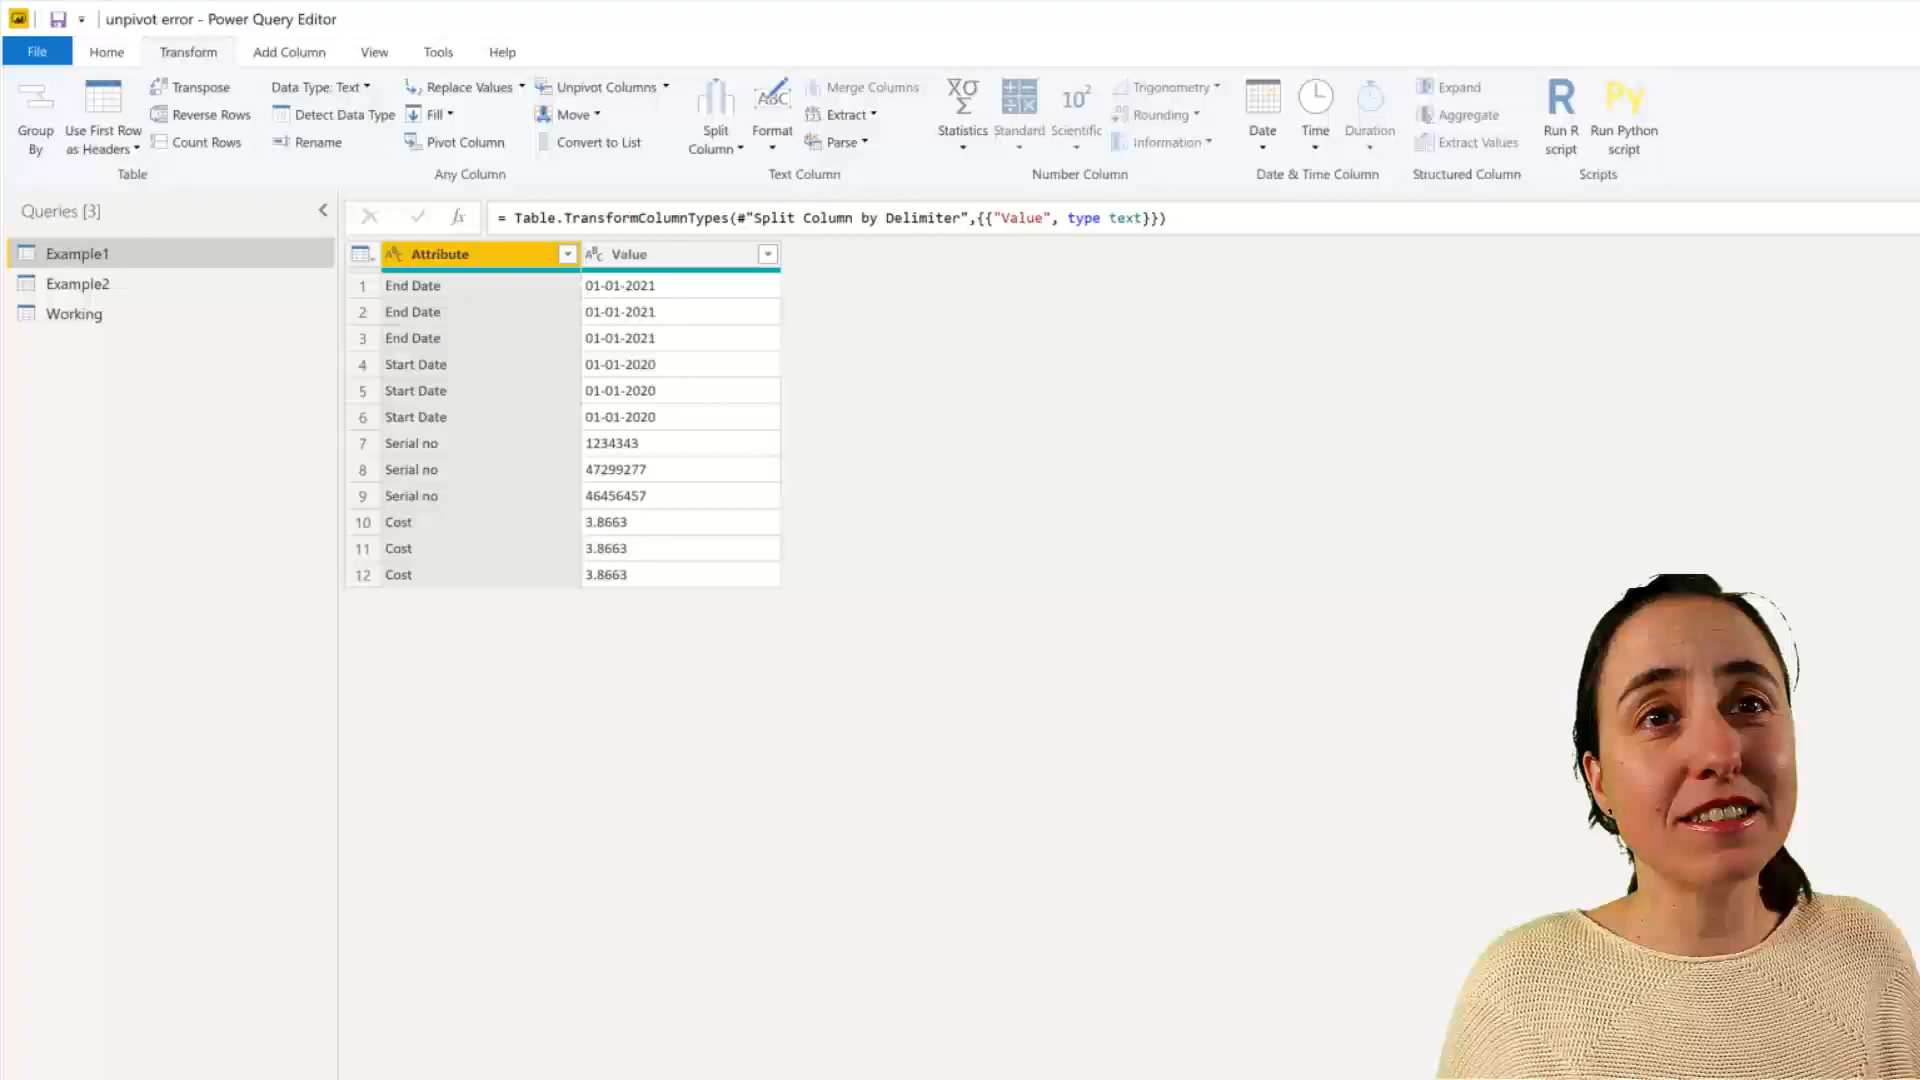 unpivot error - Power Query Editor
File Home Transform Add Column View Tools Help
Group By
Use First Row as Headers
Transpose
Reverse Rows
Count Rows
Table
Data Type: Text
Detect Data Type
Rename
Replace Values
Fill
Pivot Column
Unpivot Columns
Move
Convert to List
Any Column
Split Column
ABC
Format
Merge Columns
Extract
Parse
Text Column
Statistics
Standard
10²
Scientific
Trigonometry
Rounding
Information
Number Column
Date
Time
Duration
Date & Time Column
Expand
Aggregate
Extract Values
Structured Column
R
Run R script
Py
Run Python script
Scripts
Queries [3]
Example1
Example2
Working
fx = Table.TransformColumnTypes(#"Split Column by Delimiter",{{"Value", type text}})
ABC Attribute ABC Value
1 End Date 01-01-2021
2 End Date 01-01-2021
3 End Date 01-01-2021
4 Start Date 01-01-2020
5 Start Date 01-01-2020
6 Start Date 01-01-2020
7 Serial no 1234343
8 Serial no 47299277
9 Serial no 46456457
10 Cost 3.8663
11 Cost 3.8663
12 Cost 3.8663